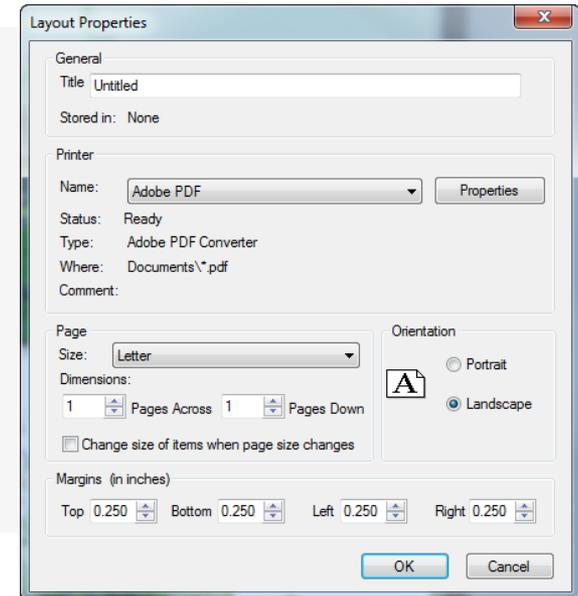 Layout Properties
General
Title Untitled
Stored in: None
Printer
Name: Adobe PDF Properties
Status: Ready
Type: Adobe PDF Converter
Where: Documents\*.pdf
Comment:
Page
Size: Letter
Dimensions:
1 Pages Across 1 Pages Down
Change size of items when page size changes
Orientation
A
Portrait
Landscape
Margins (in inches)
Top 0.250 Bottom 0.250 Left 0.250 Right 0.250
OK Cancel